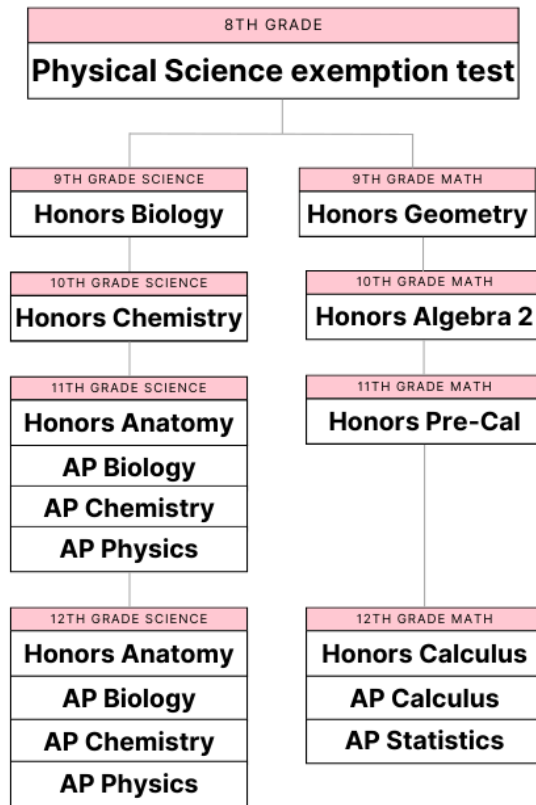 8TH GRADE
Physical Science exemption test
9TH GRADE SCIENCE
Honors Biology
10TH GRADE SCIENCE
Honors Chemistry
11TH GRADE SCIENCE
Honors Anatomy
AP Biology
AP Chemistry
AP Physics
12TH GRADE SCIENCE
Honors Anatomy
AP Biology
AP Chemistry
AP Physics
9TH GRADE MATH
Honors Geometry
10TH GRADE MATH
Honors Algebra 2
11TH GRADE MATH
Honors Pre-Cal
12TH GRADE MATH
Honors Calculus
AP Calculus
AP Statistics